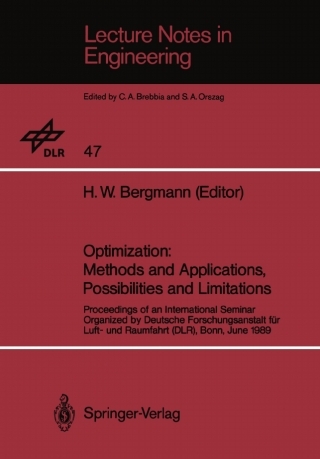 Lecture Notes in
Engineering
Edited by C. A. Brebbia and S. A. Orszag
DLR
47
H. W. Bergmann (Editor)
Optimization:
Methods and Applications,
Possibilities and Limitations
Proceedings of an International Seminar
Organized by Deutsche Forschungsanstalt für
Luft- und Raumfahrt (DLR), Bonn, June 1989
Springer-Verlag